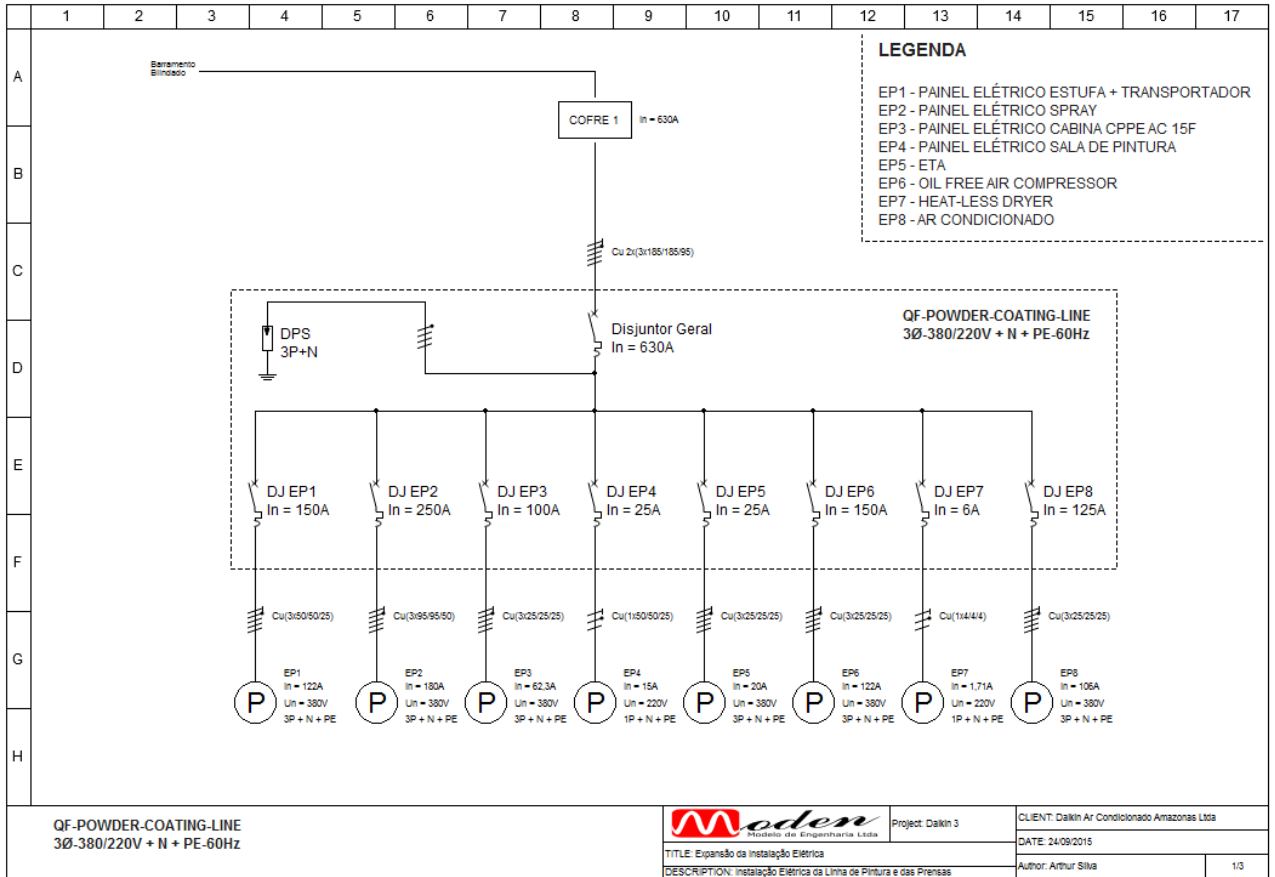 1 2 3 4 5 6 7 8 9 10 11 12 13 14 15 16 17
A
B
C
D
E
F
G
H
Barramento
Blindado
COFRE 1
In = 630A
LEGENDA
EP1 - PAINEL ELÉTRICO ESTUFA + TRANSPORTADOR
EP2 - PAINEL ELÉTRICO SPRAY
EP3 - PAINEL ELÉTRICO CABINA CPPE AC 15F
EP4 - PAINEL ELÉTRICO SALA DE PINTURA
EP5 - ETA
EP6 - OIL FREE AIR COMPRESSOR
EP7 - HEAT-LESS DRYER
EP8 - AR CONDICIONADO
Cu 2x(3x185/185/95)
DPS
3P+N
Disjuntor Geral
In = 630A
QF-POWDER-COATING-LINE
3Ø-380/220V + N + PE-60Hz
DJ EP1
In = 150A
DJ EP2
In = 250A
DJ EP3
In = 100A
DJ EP4
In = 25A
DJ EP5
In = 25A
DJ EP6
In = 150A
DJ EP7
In = 6A
DJ EP8
In = 125A
Cu(3x50/50/25)
Cu(3x95/95/50)
Cu(3x25/25/25)
Cu(1x50/50/25)
Cu(3x25/25/25)
Cu(3x25/25/25)
Cu(1x4/4/4)
Cu(3x25/25/25)
P
EP1
In = 122A
Un = 380V
3P + N + PE
P
EP2
In = 180A
Un = 380V
3P + N + PE
P
EP3
In = 62,3A
Un = 380V
3P + N + PE
P
EP4
In = 15A
Un = 220V
1P + N + PE
P
EP5
In = 20A
Un = 380V
3P + N + PE
P
EP6
In = 122A
Un = 380V
3P + N + PE
P
EP7
In = 1,71A
Un = 220V
1P + N + PE
P
EP8
In = 106A
Un = 380V
3P + N + PE
QF-POWDER-COATING-LINE
3Ø-380/220V + N + PE-60Hz
Moden
Modelo de Engenharia Ltda
Project: Daikin 3
TITLE: Expansão da Instalação Elétrica
DESCRIPTION: Instalação Elétrica da Linha de Pintura e das Prensas
CLIENT: Daikin Ar Condicionado Amazonas Ltda
DATE: 24/09/2015
Author: Arthur Silva
1/3